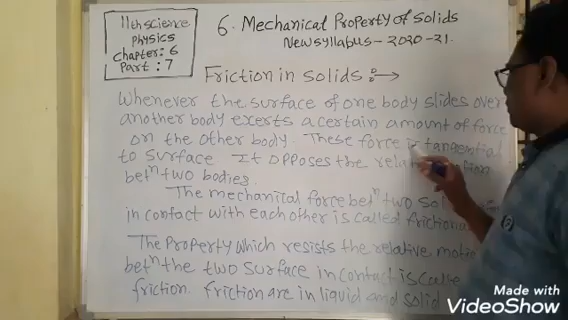 11th science
Physics
Chapter: 6
Part: 7
6. Mechanical Property of Solids
New syllabus - 2020-21.
Friction in solids :→
Whenever the surface of one body slides over
another body exerts a certain amount of force
on the other body. These force is tangential
to surface It opposes the
betⁿ two bodies.
The mechanical force betⁿ two
in contact with each other is called
The Property which resists the relative
betⁿ the two surface in contact is
friction. Friction are in liquid and solid
Made with
VideoShow